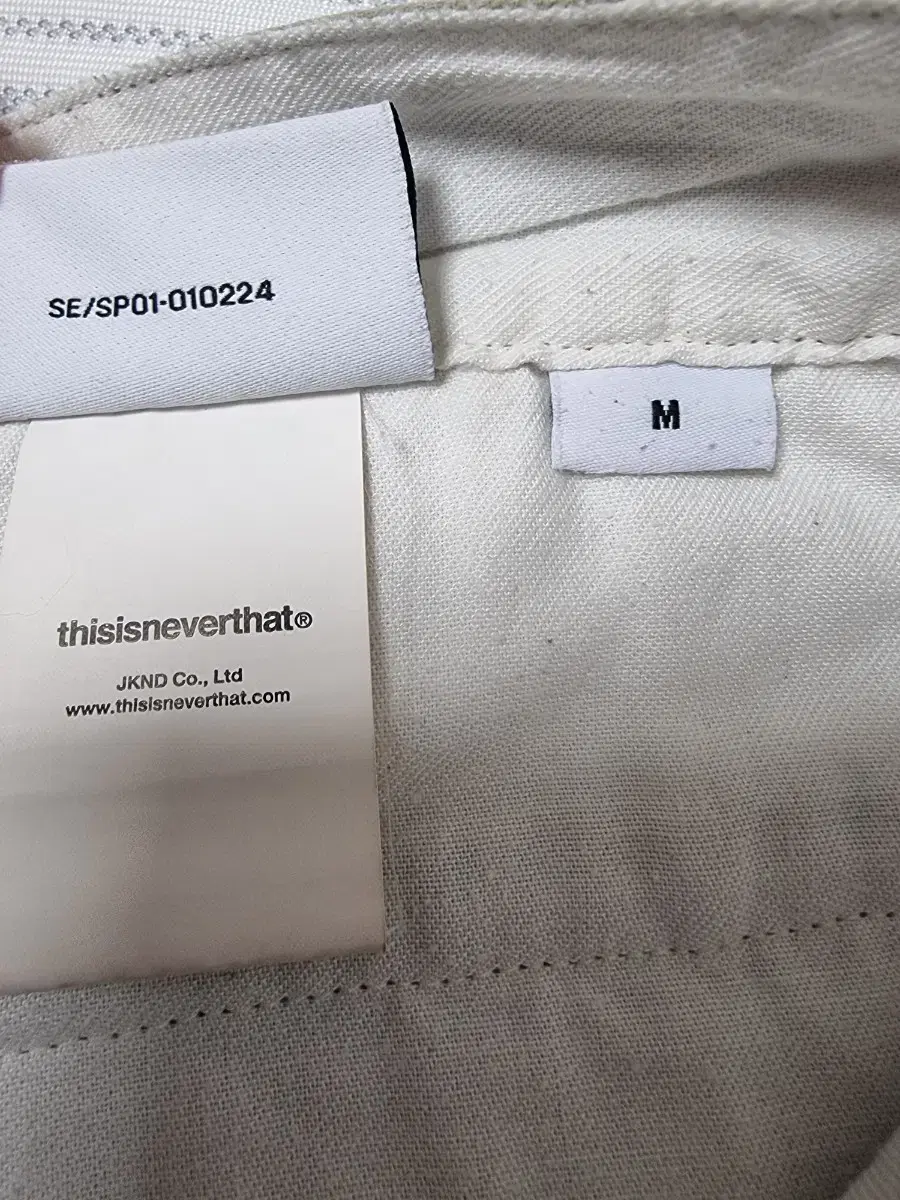 SE/SP01-010224
M
thisisneverthat®
JKND Co., Ltd
www.thisisneverthat.com